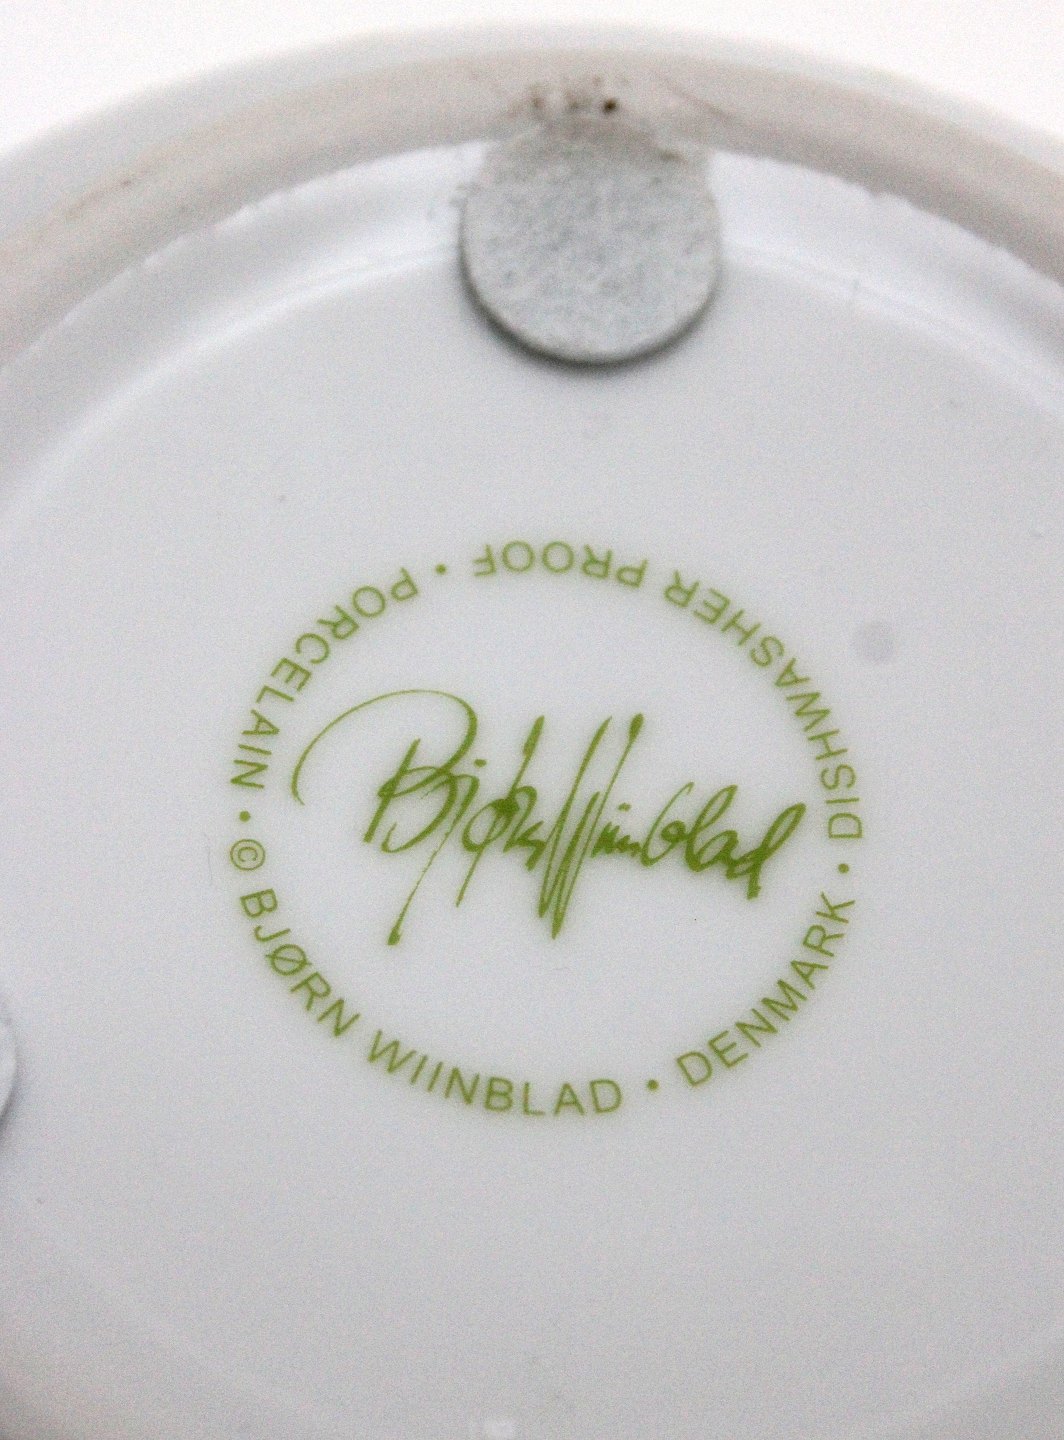 © BJØRN WIINBLAD • DENMARK • DISHWASHER PROOF • PORCELAIN •
Bjørn Wiinblad